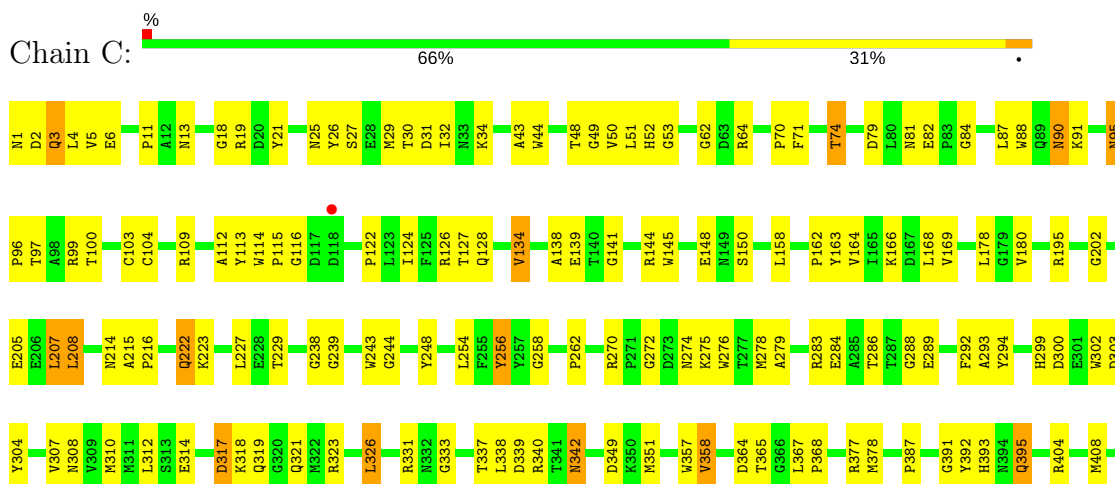 %
Chain C:
66% 31% •
N1 D2 Q3 L4 V5 E6 P11 A12 N13 G18 R19 D20 Y21 N25 Y26 S27 E28 M29 T30 D31 I32 N33 K34 A43 W44 T48 G49 V50 L51 H52 G53 G62 D63 R64 P70 F71 T74 D79 L80 N81 E82 P83 G84 L87 W88 Q89 N90 K91 N95
P96 T97 A98 R99 T100 C103 C104 R109 A112 Y113 W114 P115 G116 D117 D118 P122 L123 I124 F125 R126 T127 Q128 V134 A138 E139 T140 G141 R144 W145 E148 N149 S150 L158 P162 Y163 V164 I165 K166 D167 L168 V169 L178 G179 V180 R195 G202
E205 E206 L207 L208 N214 A215 P216 Q222 K223 L227 E228 T229 G238 G239 W243 G244 Y248 L254 F255 Y256 Y257 G258 P262 R270 P271 G272 D273 N274 K275 W276 T277 M278 A279 R283 E284 A285 T286 T287 G288 E289 F292 A293 Y294 H299 D300 E301 W302 D303
Y304 V307 N308 V309 M310 M311 L312 S313 E314 D317 K318 Q319 G320 Q321 M322 R323 L326 R331 N332 G333 T337 L338 D339 R340 T341 N342 D349 K350 M351 W357 V358 D364 T365 G366 L367 P368 R377 M378 P387 G391 Y392 H393 N394 Q395 R404 M408